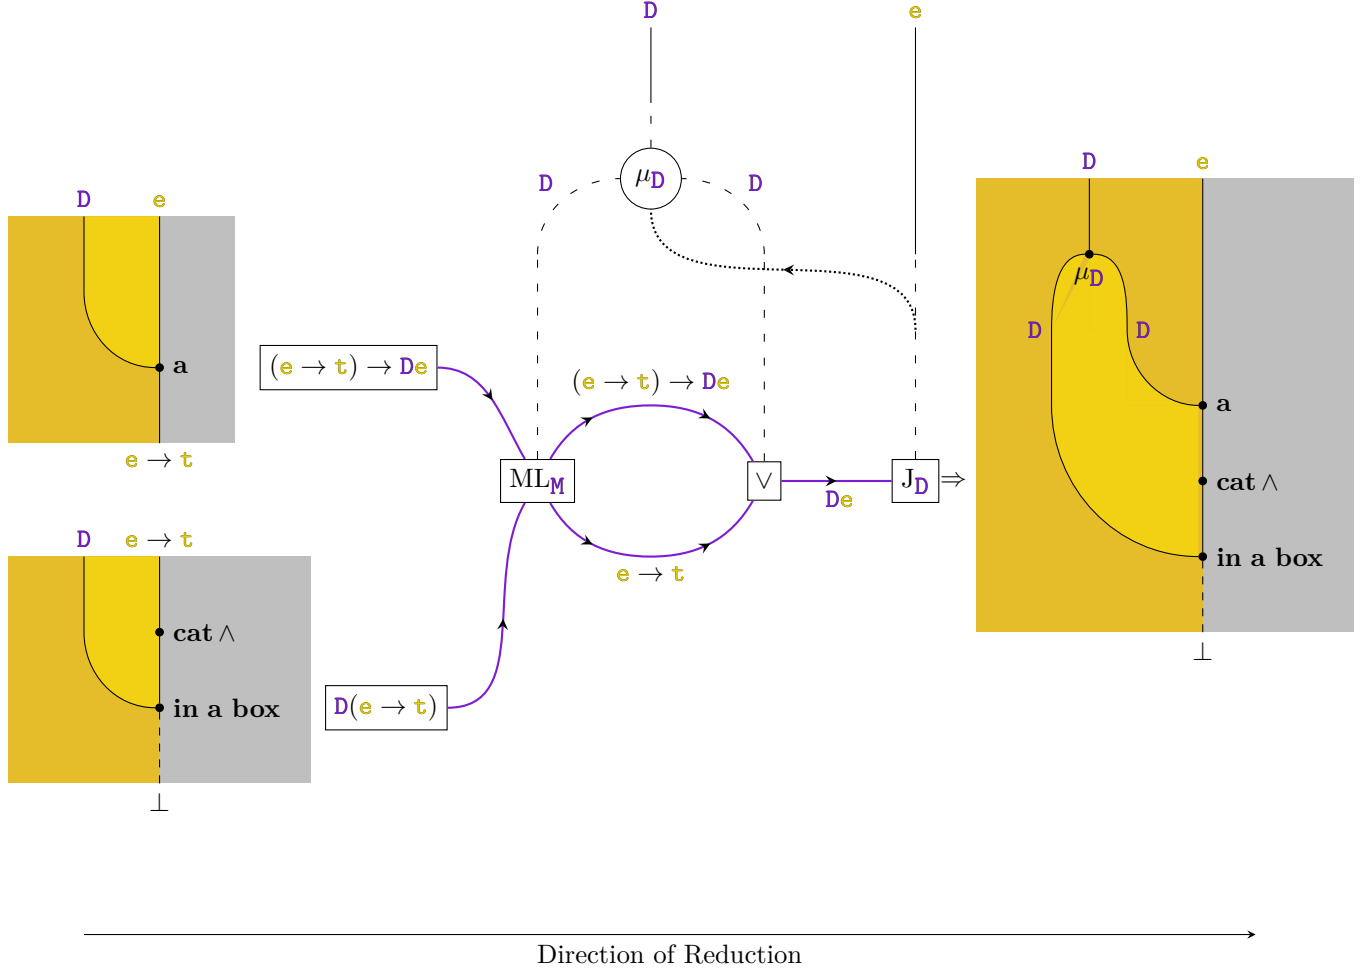 D
e
D
μD
D
D
e
D
e
μD
(e → t) → De
(e → t) → De
D
D
a
a
e → t
MLM
∨
De
JD
⇒
cat ∧
D
e → t
e → t
in a box
cat ∧
⊥
in a box
D(e → t)
⊥
Direction of Reduction